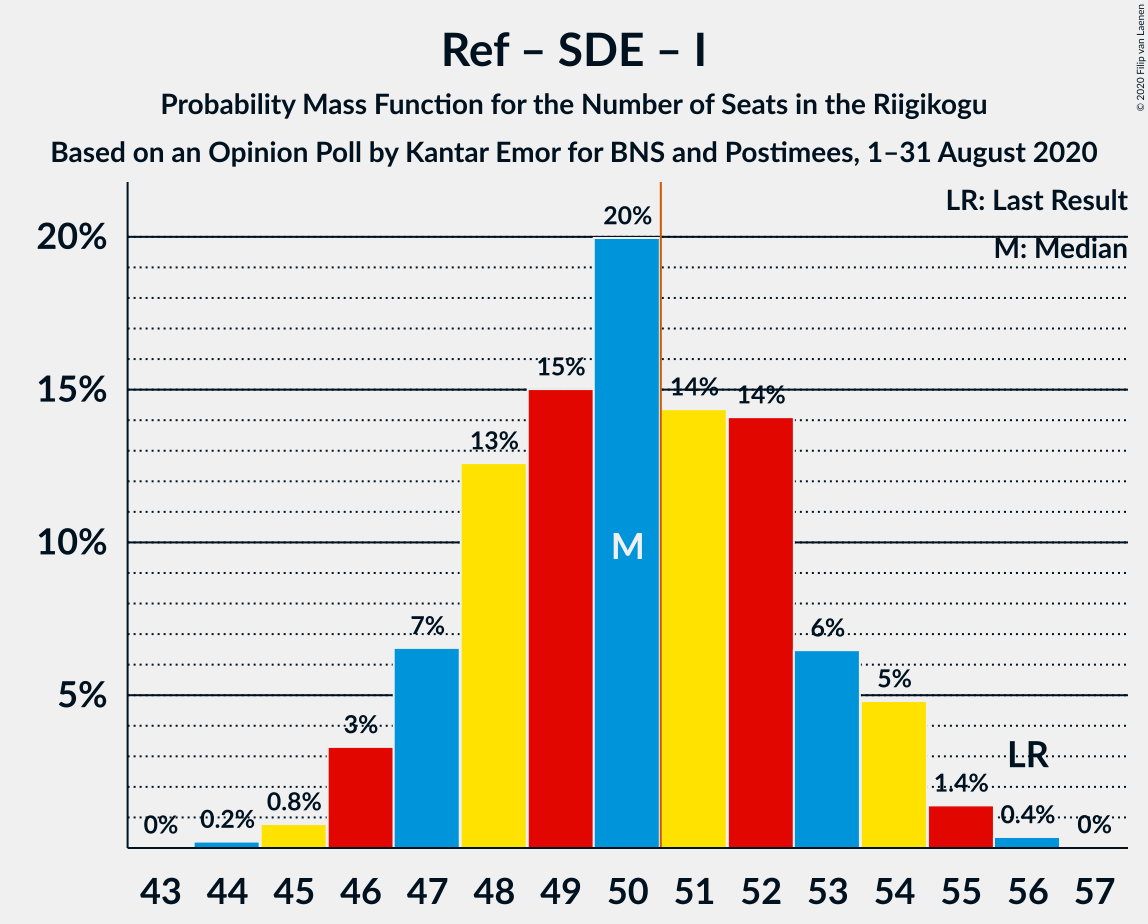 Ref – SDE – I
Probability Mass Function for the Number of Seats in the Riigikogu
Based on an Opinion Poll by Kantar Emor for BNS and Postimees, 1–31 August 2020
© 2020 Filip van Laenen
LR: Last Result
M: Median
20%
15%
10%
5%
0%
0.2%
0.8%
3%
7%
13%
15%
20%
14%
14%
6%
5%
1.4%
0.4%
0%
M
LR
43 44 45 46 47 48 49 50 51 52 53 54 55 56 57